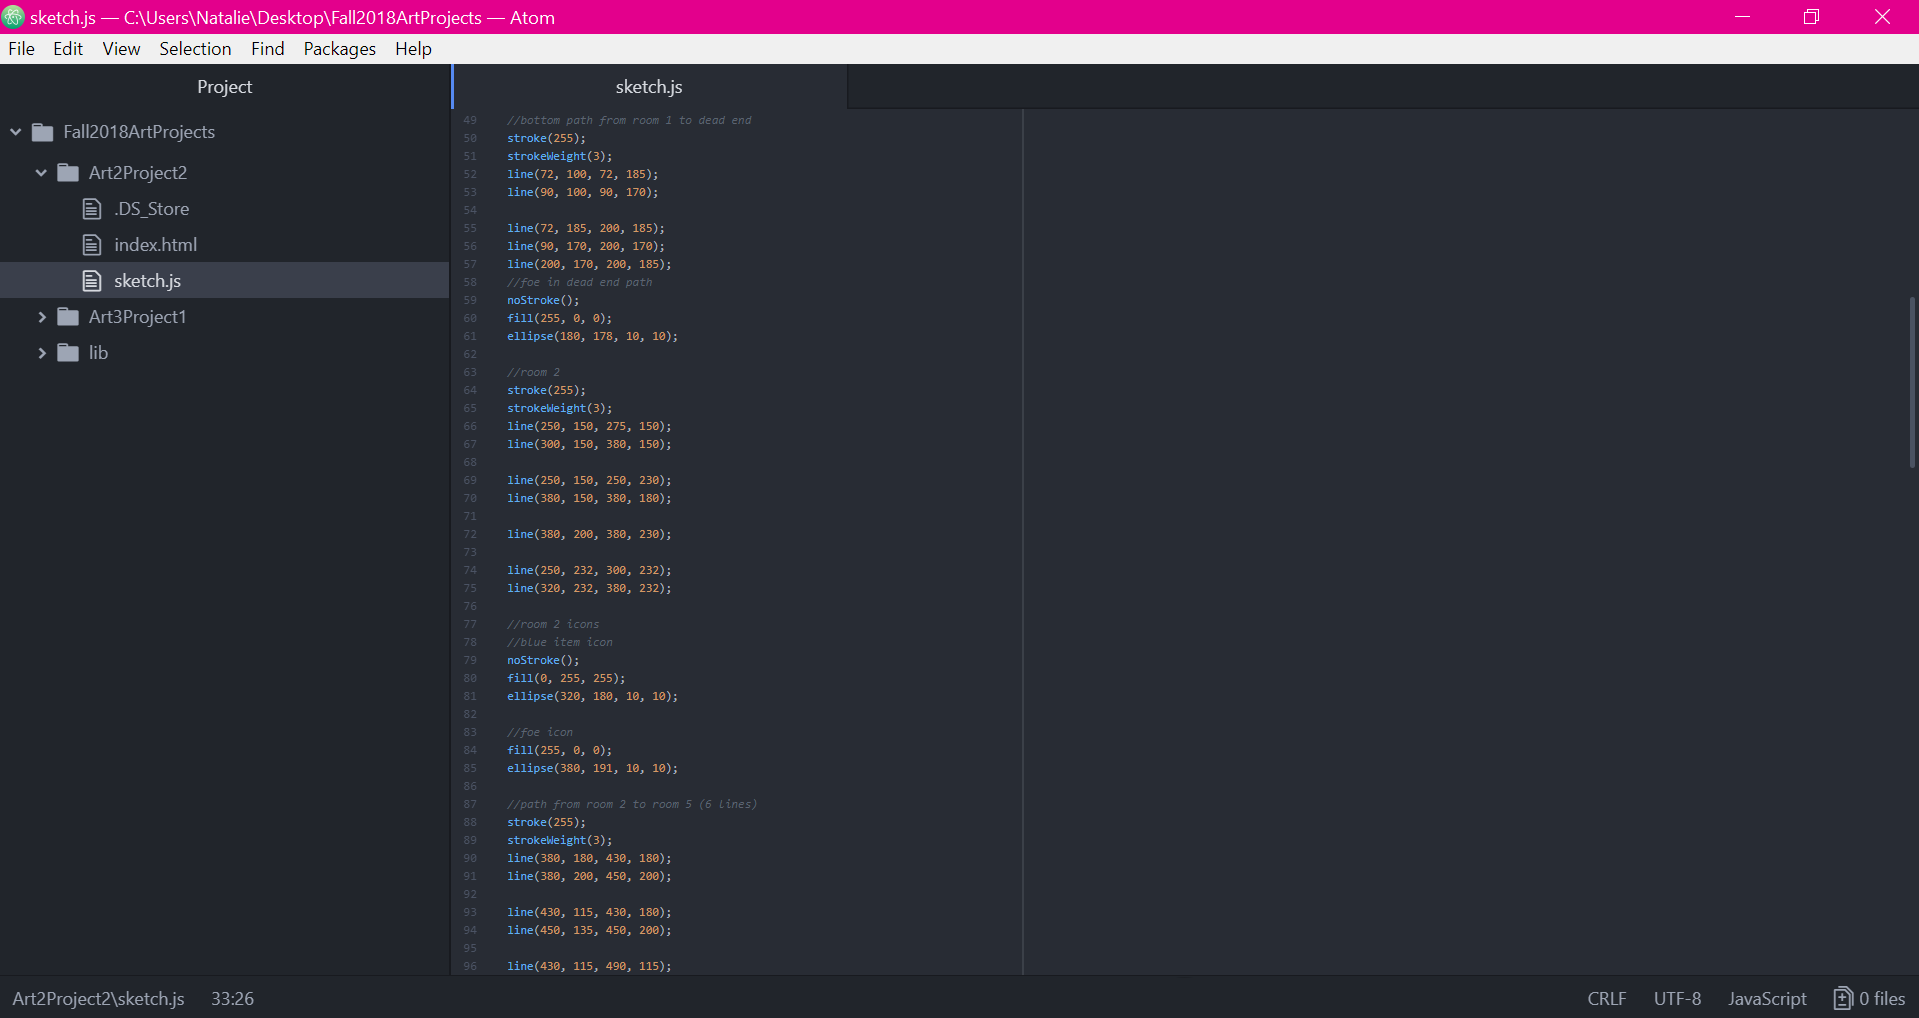 sketch.js — C:\Users\Natalie\Desktop\Fall2018ArtProjects — Atom
File Edit View Selection Find Packages Help
Project
sketch.js
Fall2018ArtProjects
Art2Project2
.DS_Store
index.html
sketch.js
Art3Project1
lib
49 //bottom path from room 1 to dead end
50 stroke(255);
51 strokeWeight(3);
52 line(72, 100, 72, 185);
53 line(90, 100, 90, 170);
54
55 line(72, 185, 200, 185);
56 line(90, 170, 200, 170);
57 line(200, 170, 200, 185);
58 //foe in dead end path
59 noStroke();
60 fill(255, 0, 0);
61 ellipse(180, 178, 10, 10);
62
63 //room 2
64 stroke(255);
65 strokeWeight(3);
66 line(250, 150, 275, 150);
67 line(300, 150, 380, 150);
68
69 line(250, 150, 250, 230);
70 line(380, 150, 380, 180);
71
72 line(380, 200, 380, 230);
73
74 line(250, 232, 300, 232);
75 line(320, 232, 380, 232);
76
77 //room 2 icons
78 //blue item icon
79 noStroke();
80 fill(0, 255, 255);
81 ellipse(320, 180, 10, 10);
82
83 //foe icon
84 fill(255, 0, 0);
85 ellipse(380, 191, 10, 10);
86
87 //path from room 2 to room 5 (6 lines)
88 stroke(255);
89 strokeWeight(3);
90 line(380, 180, 430, 180);
91 line(380, 200, 450, 200);
92
93 line(430, 115, 430, 180);
94 line(450, 135, 450, 200);
95
96 line(430, 115, 490, 115);
Art2Project2\sketch.js 33:26 CRLF UTF-8 JavaScript 0 files